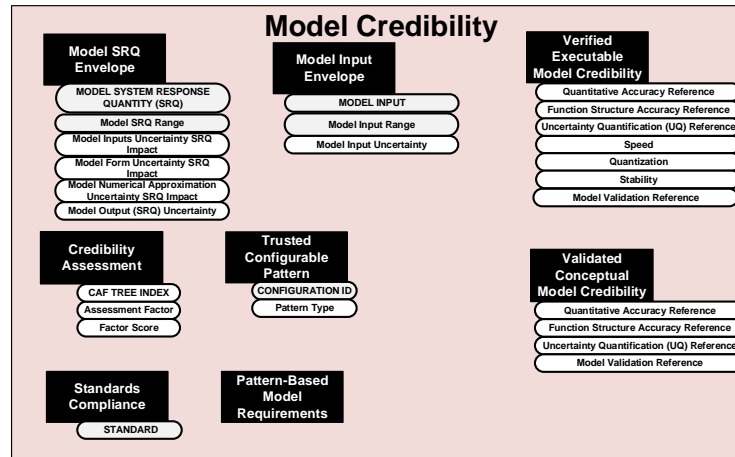 Model Credibility
Model SRQ
Envelope
MODEL SYSTEM RESPONSE
QUANTITY (SRQ)
Model SRQ Range
Model Inputs Uncertainty SRQ
Impact
Model Form Uncertainty SRQ
Impact
Model Numerical Approximation
Uncertainty SRQ Impact
Model Output (SRQ) Uncertainty
Model Input
Envelope
MODEL INPUT
Model Input Range
Model Input Uncertainty
Verified
Executable
Model Credibility
Quantitative Accuracy Reference
Function Structure Accuracy Reference
Uncertainty Quantification (UQ) Reference
Speed
Quantization
Stability
Model Validation Reference
Credibility
Assessment
CAF TREE INDEX
Assessment Factor
Factor Score
Trusted
Configurable
Pattern
CONFIGURATION ID
Pattern Type
Validated
Conceptual
Model Credibility
Quantitative Accuracy Reference
Function Structure Accuracy Reference
Uncertainty Quantification (UQ) Reference
Model Validation Reference
Standards
Compliance
STANDARD
Pattern-Based
Model
Requirements